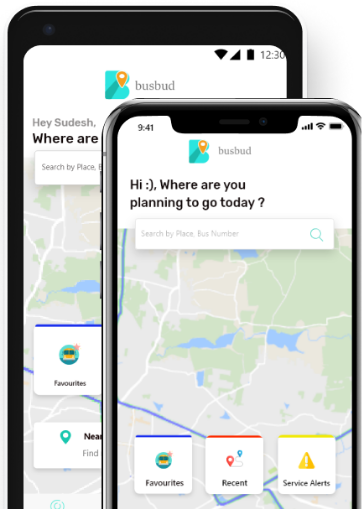 12:30
busbud
Hey Sudesh,
Where are
Search by Place,
Favourites
Near
Find
9:41
busbud
Hi :), Where are you
planning to go today ?
Search by Place, Bus Number
Favourites
Recent
Service Alerts